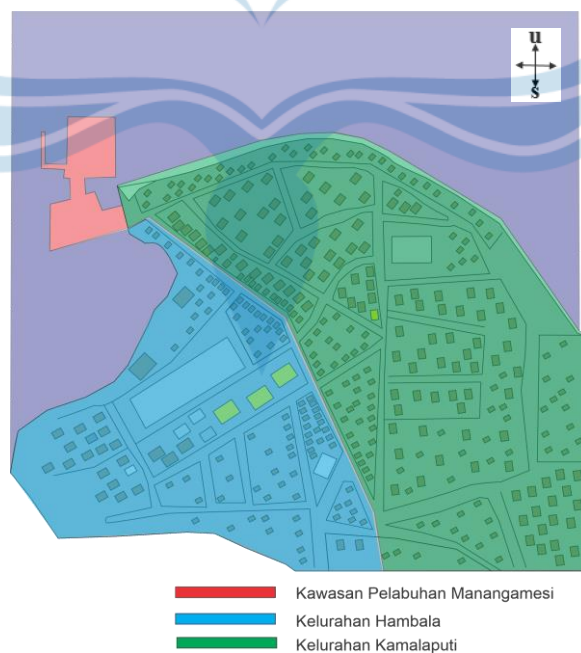 u
s
Kawasan Pelabuhan Manangamesi
Kelurahan Hambala
Kelurahan Kamalaputi